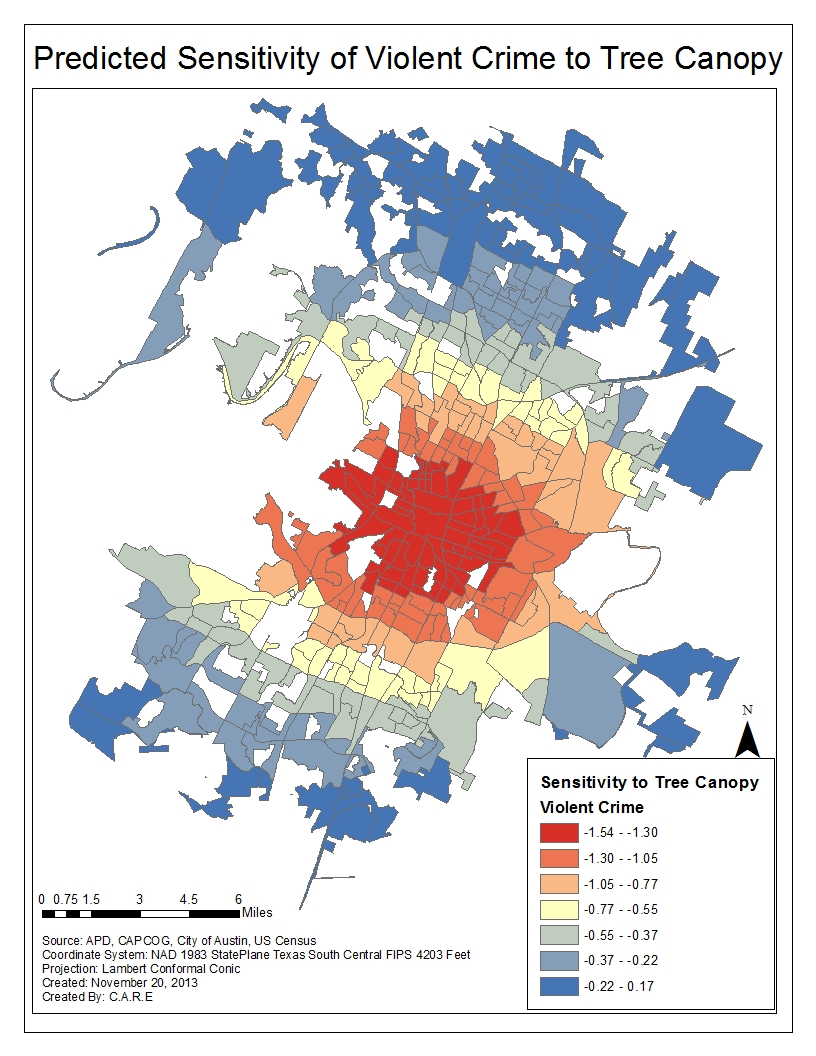 Predicted Sensitivity of Violent Crime to Tree Canopy
N
Sensitivity to Tree Canopy
Violent Crime
-1.54 - -1.30
-1.30 - -1.05
-1.05 - -0.77
-0.77 - -0.55
-0.55 - -0.37
-0.37 - -0.22
-0.22 - 0.17
0 0.75 1.5 3 4.5 6
Miles
Source: APD, CAPCOG, City of Austin, US Census
Coordinate System: NAD 1983 StatePlane Texas South Central FIPS 4203 Feet
Projection: Lambert Conformal Conic
Created: November 20, 2013
Created By: C.A.R.E